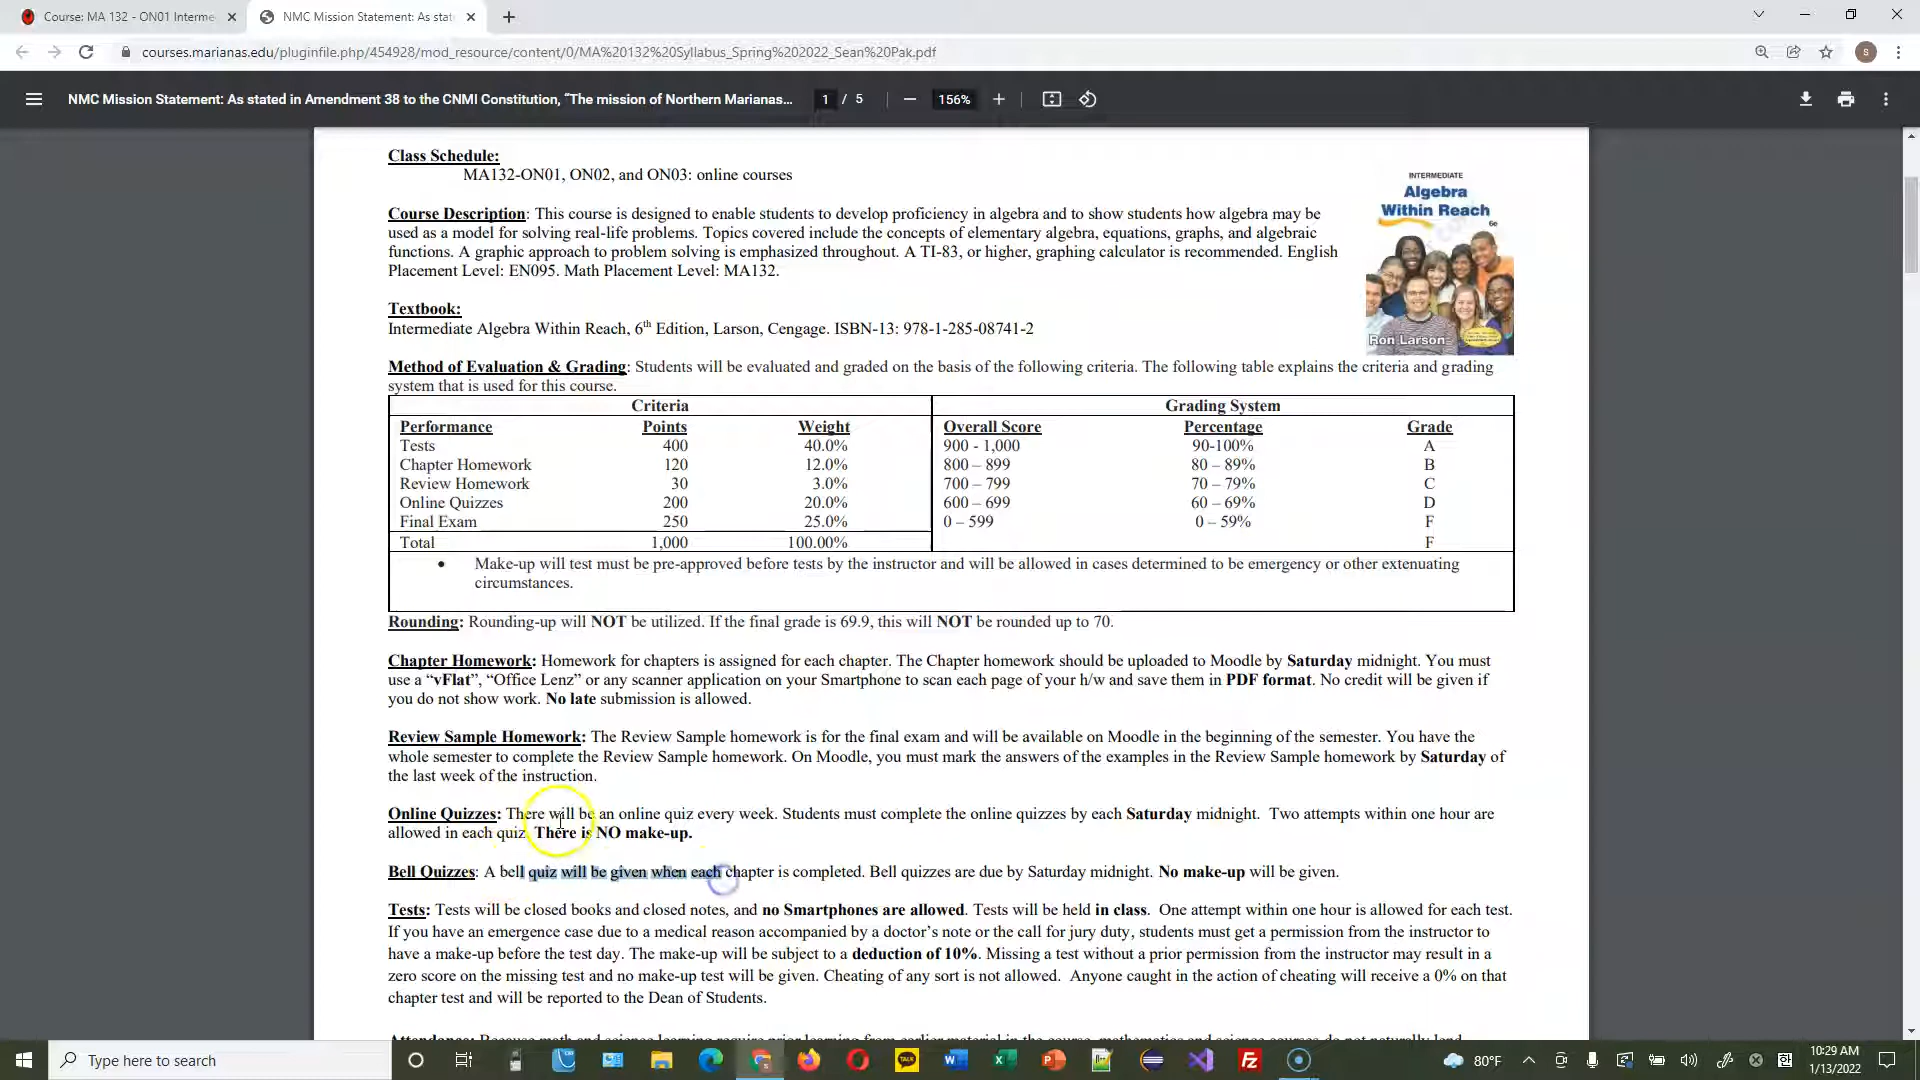 Course: MA 132 - ON01 Interme
NMC Mission Statement: As stat
courses.marianas.edu/pluginfile.php/454928/mod_resource/content/0/MA%20132%20Syllabus_Spring%202022_Sean%20Pak.pdf
S
NMC Mission Statement: As stated in Amendment 38 to the CNMI Constitution, “The mission of Northern Marianas...
1 / 5
156%
Class Schedule:
MA132-ON01, ON02, and ON03: online courses
INTERMEDIATE
Algebra
Within Reach
6e
Ron Larson
Course Description: This course is designed to enable students to develop proficiency in algebra and to show students how algebra may be
used as a model for solving real-life problems. Topics covered include the concepts of elementary algebra, equations, graphs, and algebraic
functions. A graphic approach to problem solving is emphasized throughout. A TI-83, or higher, graphing calculator is recommended. English
Placement Level: EN095. Math Placement Level: MA132.
Textbook:
Intermediate Algebra Within Reach, 6th Edition, Larson, Cengage. ISBN-13: 978-1-285-08741-2
Method of Evaluation & Grading: Students will be evaluated and graded on the basis of the following criteria. The following table explains the criteria and grading
system that is used for this course.
Criteria Grading System
Performance Points Weight Overall Score Percentage Grade
Tests 400 40.0% 900 - 1,000 90-100% A
Chapter Homework 120 12.0% 800 – 899 80 – 89% B
Review Homework 30 3.0% 700 – 799 70 – 79% C
Online Quizzes 200 20.0% 600 – 699 60 – 69% D
Final Exam 250 25.0% 0 – 599 0 – 59% F
Total 1,000 100.00% F
• Make-up will test must be pre-approved before tests by the instructor and will be allowed in cases determined to be emergency or other extenuating
circumstances.
Rounding: Rounding-up will NOT be utilized. If the final grade is 69.9, this will NOT be rounded up to 70.
Chapter Homework: Homework for chapters is assigned for each chapter. The Chapter homework should be uploaded to Moodle by Saturday midnight. You must
use a “vFlat”, “Office Lenz” or any scanner application on your Smartphone to scan each page of your h/w and save them in PDF format. No credit will be given if
you do not show work. No late submission is allowed.
Review Sample Homework: The Review Sample homework is for the final exam and will be available on Moodle in the beginning of the semester. You have the
whole semester to complete the Review Sample homework. On Moodle, you must mark the answers of the examples in the Review Sample homework by Saturday of
the last week of the instruction.
Online Quizzes: There will be an online quiz every week. Students must complete the online quizzes by each Saturday midnight. Two attempts within one hour are
allowed in each quiz. There is NO make-up.
Bell Quizzes: A bell quiz will be given when each chapter is completed. Bell quizzes are due by Saturday midnight. No make-up will be given.
Tests: Tests will be closed books and closed notes, and no Smartphones are allowed. Tests will be held in class. One attempt within one hour is allowed for each test.
If you have an emergence case due to a medical reason accompanied by a doctor’s note or the call for jury duty, students must get a permission from the instructor to
have a make-up before the test day. The make-up will be subject to a deduction of 10%. Missing a test without a prior permission from the instructor may result in a
zero score on the missing test and no make-up test will be given. Cheating of any sort is not allowed. Anyone caught in the action of cheating will receive a 0% on that
chapter test and will be reported to the Dean of Students.
Type here to search
TALK
80°F
한
10:29 AM
1/13/2022